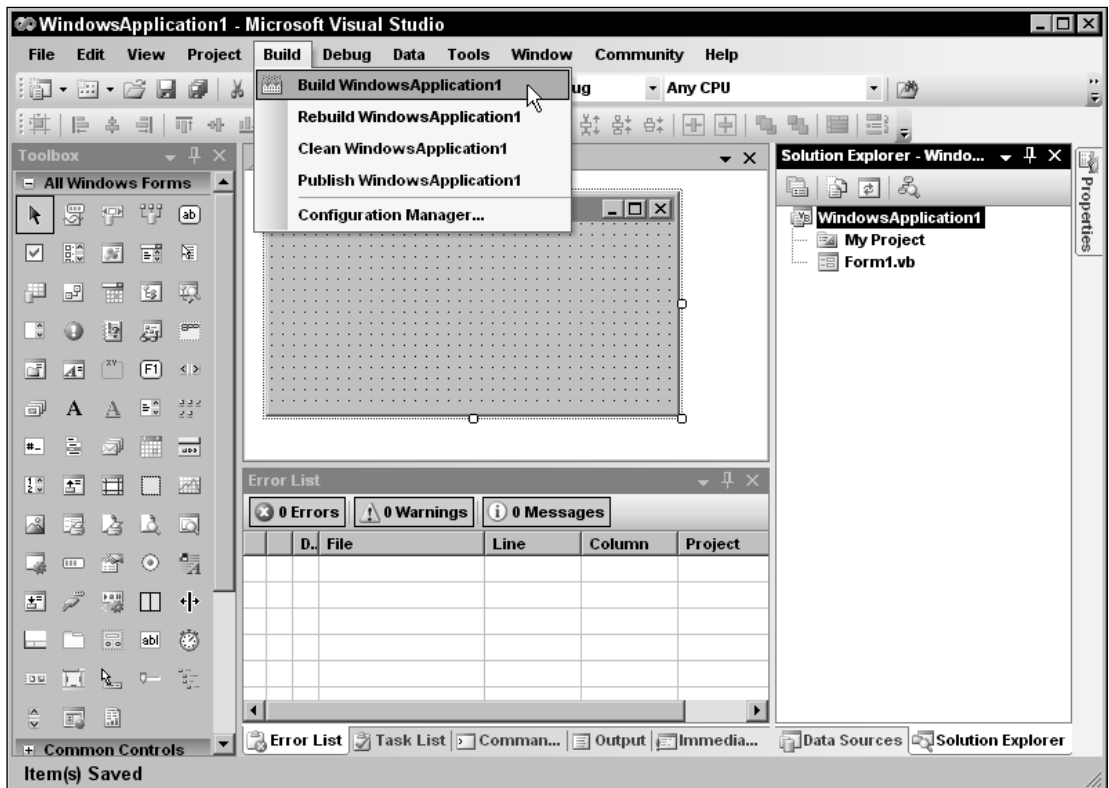 WindowsApplication1 - Microsoft Visual Studio
File Edit View Project Build Debug Data Tools Window Community Help
Build WindowsApplication1
Rebuild WindowsApplication1
Clean WindowsApplication1
Publish WindowsApplication1
Configuration Manager...
ug Any CPU
Toolbox
All Windows Forms
ab
F1
A
A
abl
Common Controls
Solution Explorer - Windo...
WindowsApplication1
My Project
Form1.vb
Properties
Error List
0 Errors 0 Warnings 0 Messages
D.. File Line Column Project
Error List Task List Comman... Output Immedia...
Data Sources Solution Explorer
Item(s) Saved